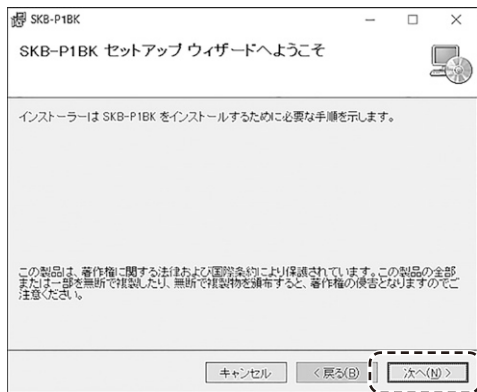 SKB-P1BK
SKB-P1BK セットアップ ウィザードへようこそ
インストーラーは SKB-P1BK をインストールするために必要な手順を示します。
この製品は、著作権に関する法律および国際条約により保護されています。この製品の全部
または一部を無断で複製したり、無断で複製物を頒布すると、著作権の侵害となりますのでご
注意ください。
キャンセル < 戻る(B) 次へ(N) >